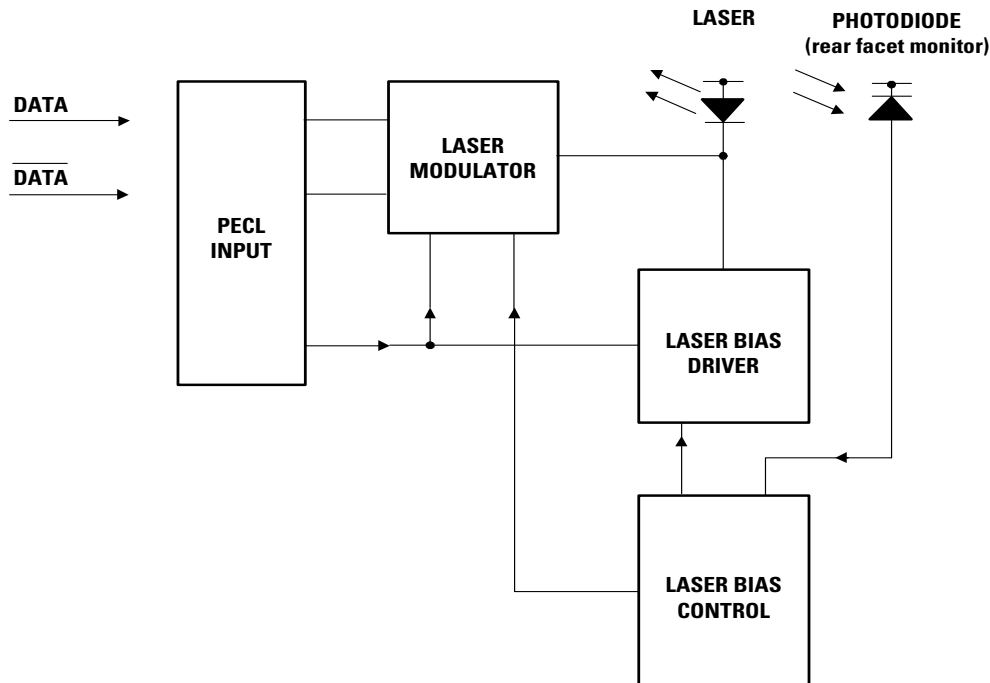 LASER
PHOTODIODE
(rear facet monitor)
DATA
DATA
PECL
INPUT
LASER
MODULATOR
LASER BIAS
DRIVER
LASER BIAS
CONTROL